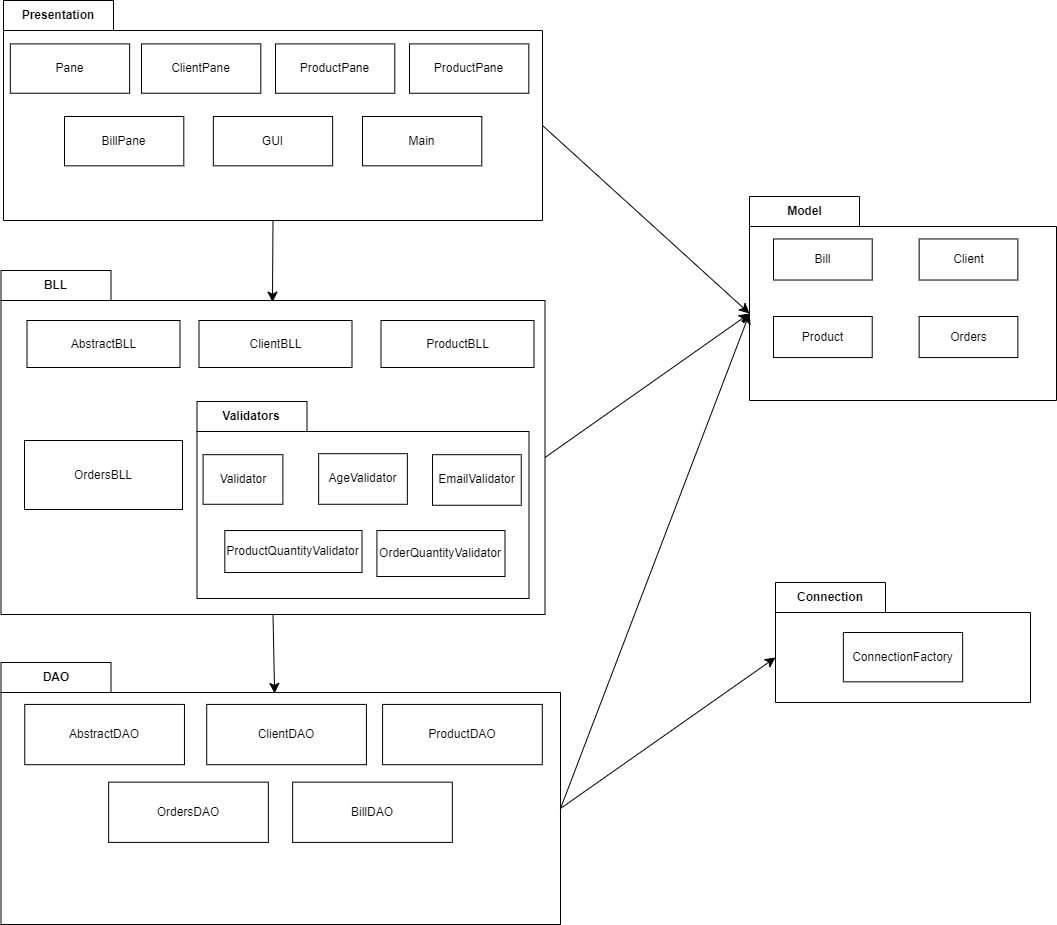 Presentation
Pane
ClientPane
ProductPane
ProductPane
BillPane
GUI
Main
Model
Bill
Client
Product
Orders
BLL
AbstractBLL
ClientBLL
ProductBLL
OrdersBLL
Validators
Validator
AgeValidator
EmailValidator
ProductQuantityValidator
OrderQuantityValidator
Connection
ConnectionFactory
DAO
AbstractDAO
ClientDAO
ProductDAO
OrdersDAO
BillDAO